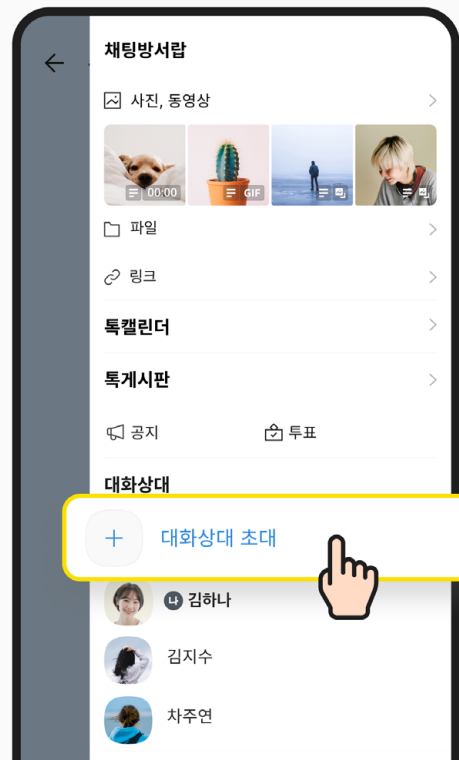 채팅방서랍
사진, 동영상
00:00 GIF
파일
링크
톡캘린더
톡게시판
공지 투표
대화상대
+ 대화상대 초대
나 김하나
김지수
차주연